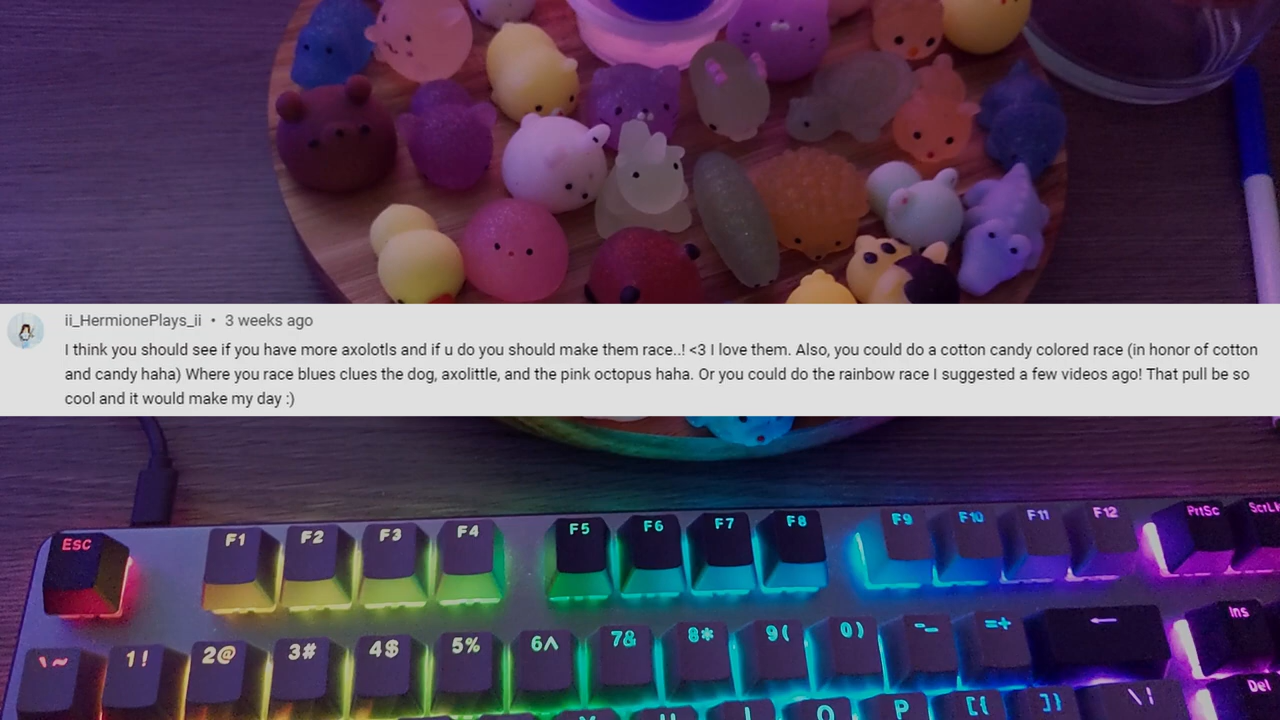 ii_HermionePlays_ii • 3 weeks ago
I think you should see if you have more axolotls and if u do you should make them race..! <3 I love them. Also, you could do a cotton candy colored race (in honor of cotton
and candy haha) Where you race blues clues the dog, axolittle, and the pink octopus haha. Or you could do the rainbow race I suggested a few videos ago! That pull be so
cool and it would make my day :)
Esc F1 F2 F3 F4 F5 F6 F7 F8 F9 F10 F11 F12 PrtSc ScrLk
\~ 1! 2@ 3# 4$ 5% 6^ 7& 8* 9( 0) -_ =+ ← Ins
I O P [{ ]} \| Del